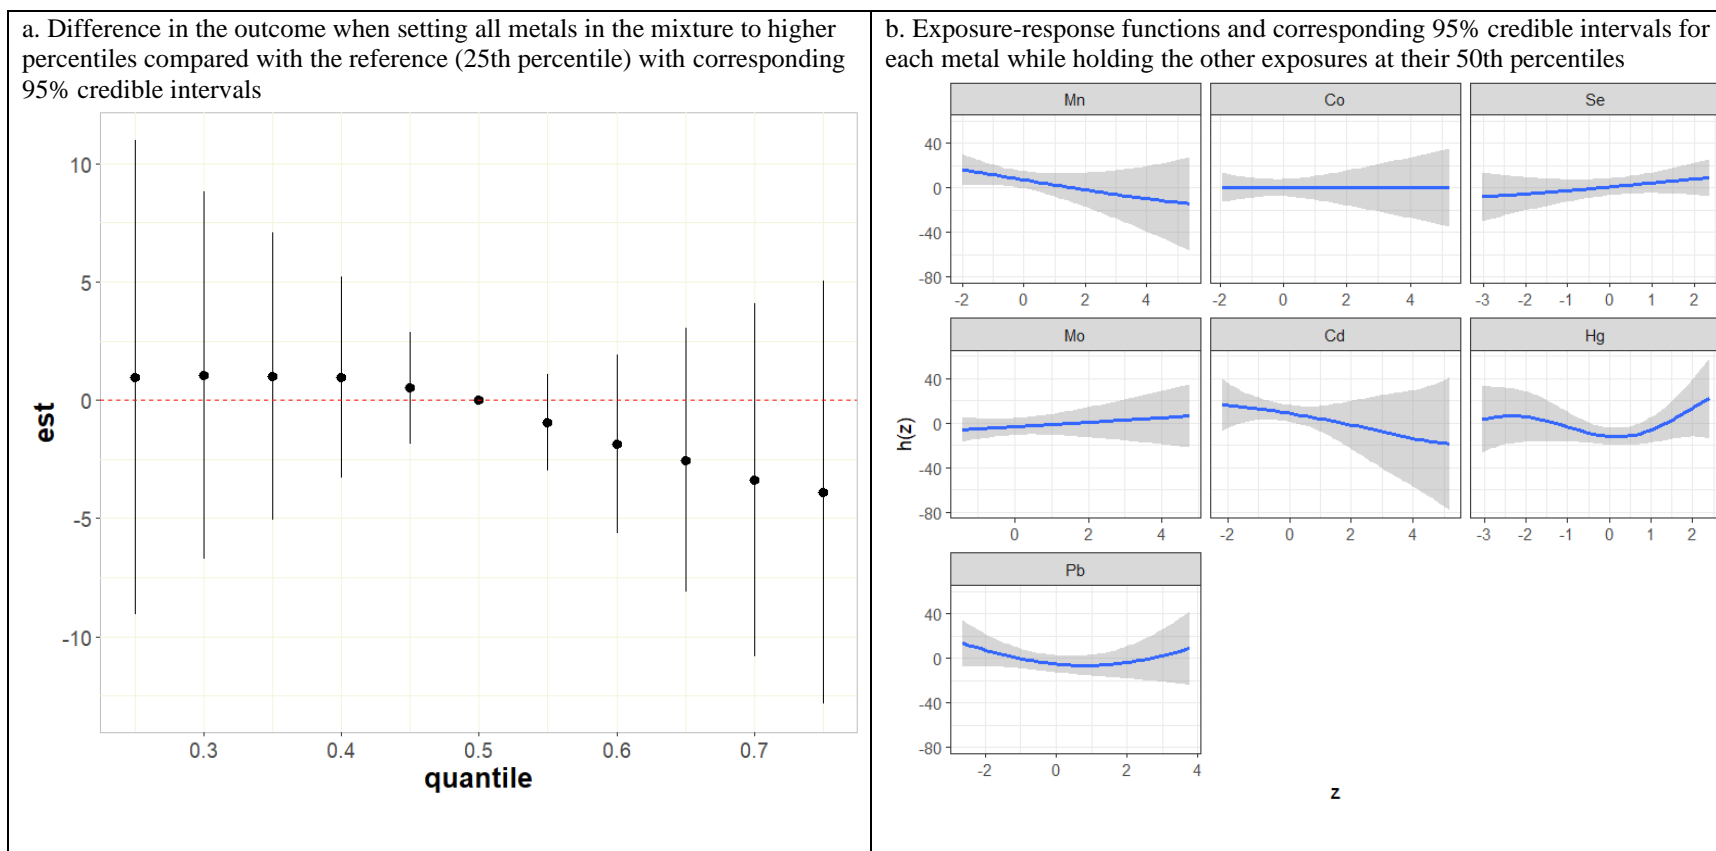 a. Difference in the outcome when setting all metals in the mixture to higher
percentiles compared with the reference (25th percentile) with corresponding
95% credible intervals
10
5
0
-5
-10
est
0.3 0.4 0.5 0.6 0.7
quantile
b. Exposure-response functions and corresponding 95% credible intervals for
each metal while holding the other exposures at their 50th percentiles
Mn Co Se
40
0
-40
-80
-2 0 2 4 -2 0 2 4 -3 -2 -1 0 1 2
Mo Cd Hg
40
0
-40
-80
h(z)
0 2 4 -2 0 2 4 -3 -2 -1 0 1 2
Pb
40
0
-40
-80
-2 0 2 4
z